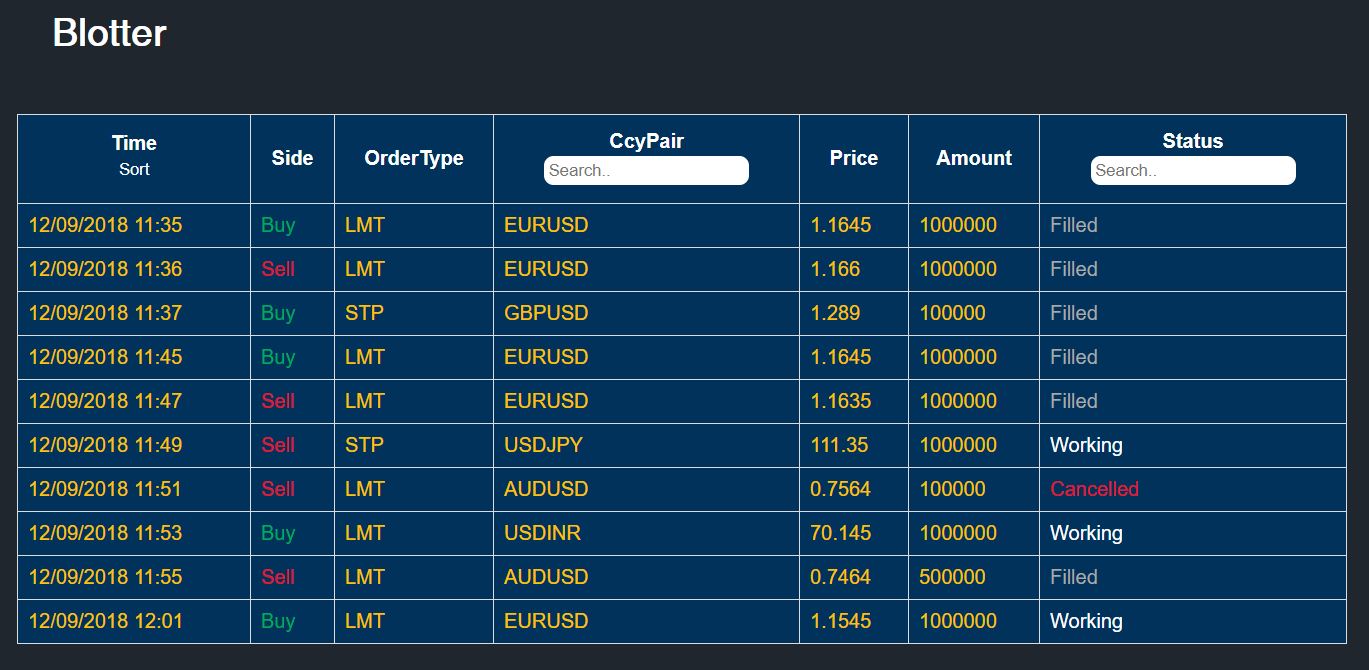 Blotter
Time Side OrderType CcyPair Price Amount Status
Sort Search.. Search..
12/09/2018 11:35 Buy LMT EURUSD 1.1645 1000000 Filled
12/09/2018 11:36 Sell LMT EURUSD 1.166 1000000 Filled
12/09/2018 11:37 Buy STP GBPUSD 1.289 100000 Filled
12/09/2018 11:45 Buy LMT EURUSD 1.1645 1000000 Filled
12/09/2018 11:47 Sell LMT EURUSD 1.1635 1000000 Filled
12/09/2018 11:49 Sell STP USDJPY 111.35 1000000 Working
12/09/2018 11:51 Sell LMT AUDUSD 0.7564 100000 Cancelled
12/09/2018 11:53 Buy LMT USDINR 70.145 1000000 Working
12/09/2018 11:55 Sell LMT AUDUSD 0.7464 500000 Filled
12/09/2018 12:01 Buy LMT EURUSD 1.1545 1000000 Working